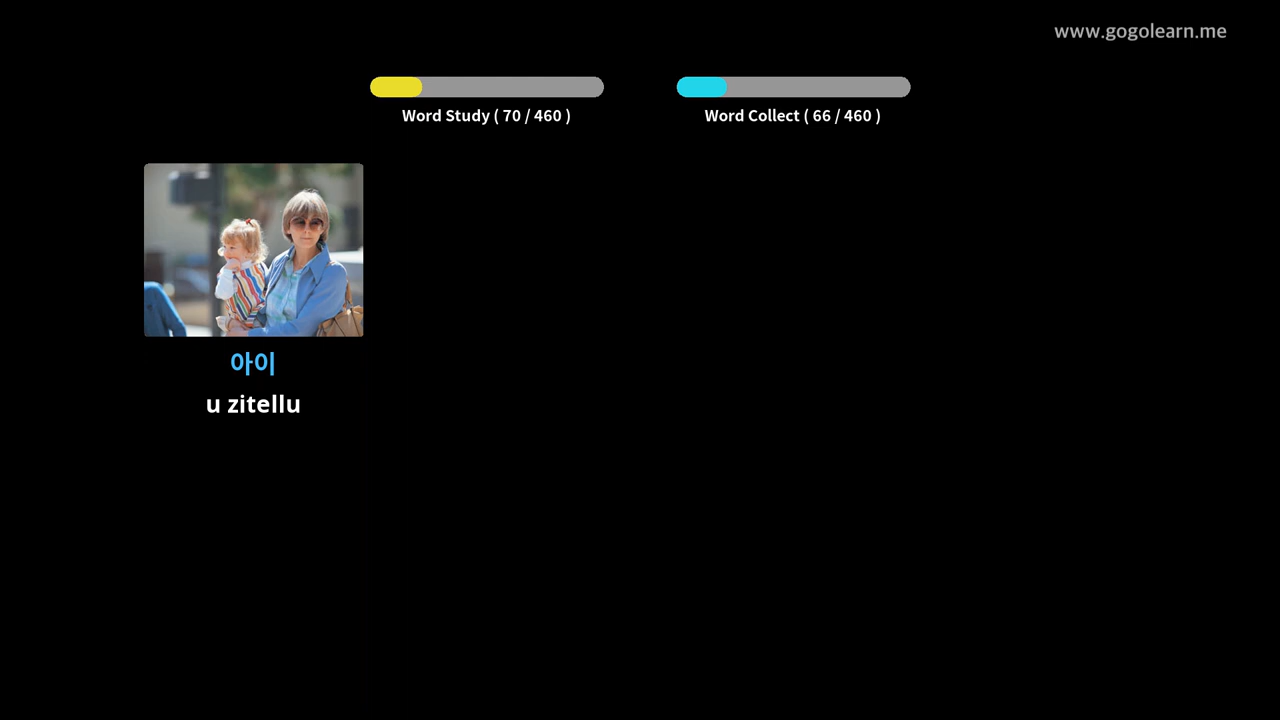 www.gogolearn.me
Word Study ( 70 / 460 )
Word Collect ( 66 / 460 )
아이
u zitellu